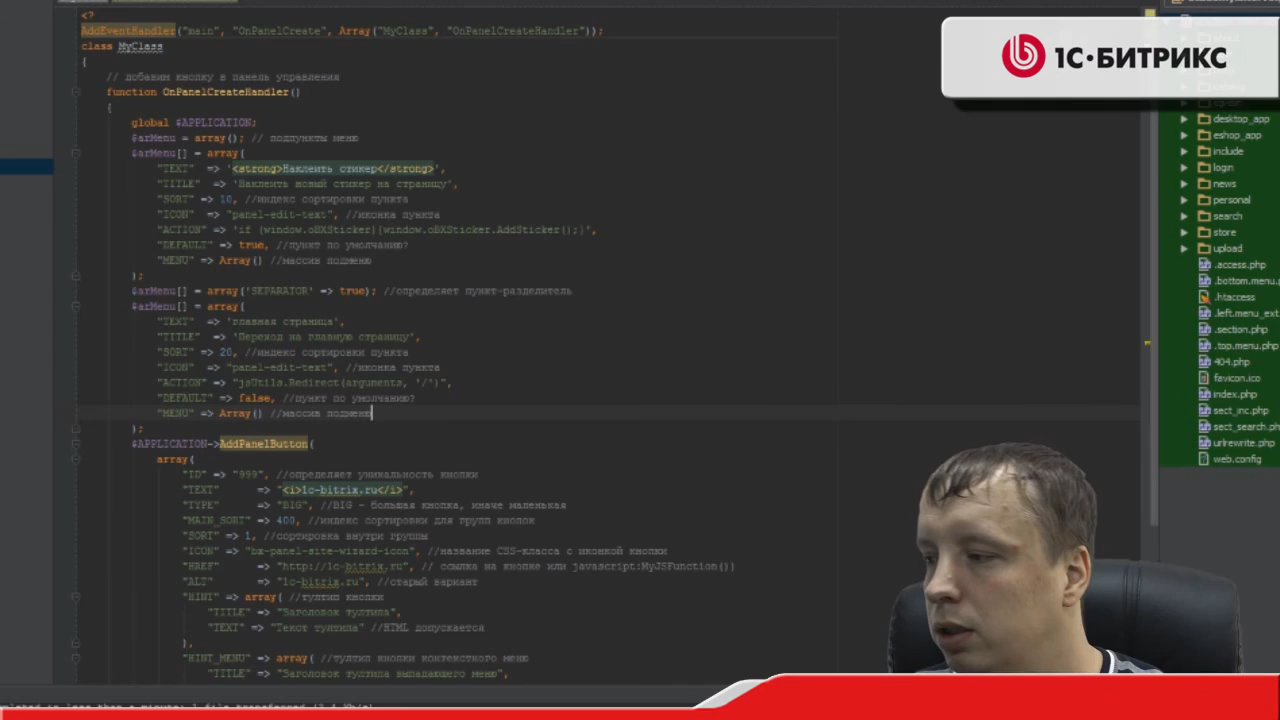 <?
AddEventHandler("main", "OnPanelCreate", Array("MyClass", "OnPanelCreateHandler"));
class MyClass
{
// добавим кнопку в панель управления
function OnPanelCreateHandler()
{
global $APPLICATION;
$arMenu = array(); // подпункты меню
$arMenu[] = array(
"TEXT" => '<strong>Наклеить стикер</strong>',
"TITLE" => 'Наклеить новый стикер на страницу',
"SORT" => 10, //индекс сортировки пункта
"ICON" => "panel-edit-text", //иконка пункта
"ACTION" => 'if (window.oBXSticker){window.oBXSticker.AddSticker();}',
"DEFAULT" => true, //пункт по умолчанию?
"MENU" => Array() //массив подменю
);
$arMenu[] = array('SEPARATOR' => true); //определяет пункт-разделитель
$arMenu[] = array(
"TEXT" => 'главная страница',
"TITLE" => 'Переход на главную страницу',
"SORT" => 20, //индекс сортировки пункта
"ICON" => "panel-edit-text", //иконка пункта
"ACTION" => "jsUtils.Redirect(arguments, '/')",
"DEFAULT" => false, //пункт по умолчанию?
"MENU" => Array() //массив подменю
);
$APPLICATION->AddPanelButton(
array(
"ID" => "999", //определяет уникальность кнопки
"TEXT" => "<i>1c-bitrix.ru</i>",
"TYPE" => "BIG", //BIG - большая кнопка, иначе маленькая
"MAIN_SORT" => 400, //индекс сортировки для групп кнопок
"SORT" => 1, //сортировка внутри группы
"ICON" => "bx-panel-site-wizard-icon", //название CSS-класса с иконкой кнопки
"HREF" => "http://1c-bitrix.ru", // ссылка на кнопке или javascript:MyJSFunction())
"ALT" => "1c-bitrix.ru", //старый вариант
"HINT" => array( //тултип кнопки
"TITLE" => "Заголовок тултипа",
"TEXT" => "Текст тултипа" //HTML допускается
),
"HINT_MENU" => array( //тултип кнопки контекстного меню
"TITLE" => "Заголовок тултипа выпадающего меню",
1С·БИТРИКС
desktop_app
eshop_app
include
login
news
personal
search
store
upload
.access.php
.bottom.menu.
.htaccess
.left.menu_ext.
.section.php
.top.menu.php
404.php
favicon.ico
index.php
sect_inc.php
sect_search.ph
urlrewrite.php
web.config